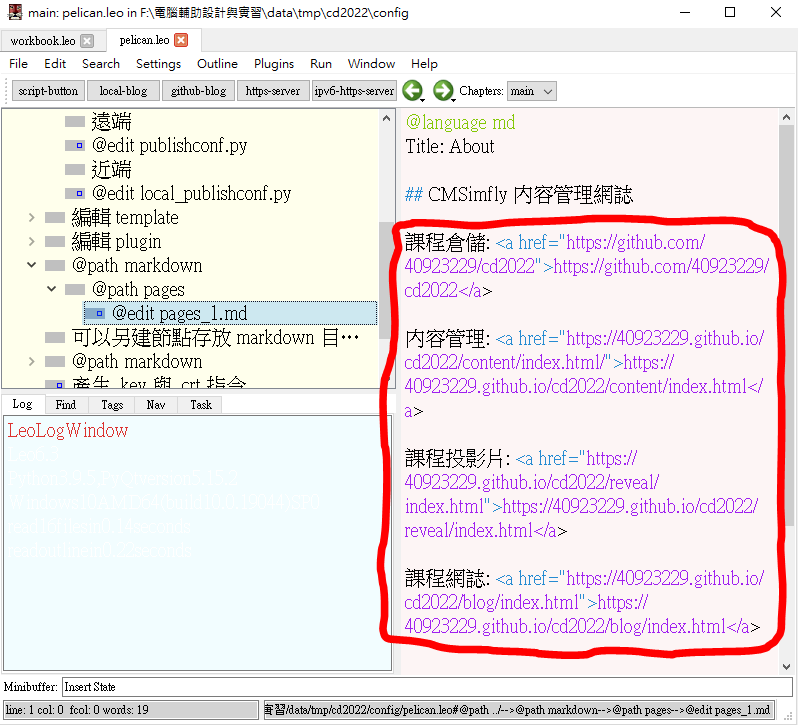 main: pelican.leo in F:\電腦輔助設計與實習\data\tmp\cd2022\config
workbook.leo pelican.leo
File Edit Search Settings Outline Plugins Run Window Help
script-button local-blog github-blog https-server ipv6-https-server Chapters: main
遠端
@edit publishconf.py
近端
@edit local_publishconf.py
編輯 template
編輯 plugin
@path markdown
@path pages
@edit pages_1.md
可以另建節點存放 markdown 目…
@path markdown
產生 key 與 crt 指令
Log Find Tags Nav Task
LeoLogWindow
@language md
Title: About
## CMSimfly 內容管理網誌
課程倉儲: <a href="https://github.com/
40923229/cd2022">https://github.com/40923229/
cd2022</a>
內容管理: <a href="https://40923229.github.io/
cd2022/content/index.html/">https://
40923229.github.io/cd2022/content/index.html</
a>
課程投影片: <a href="https://
40923229.github.io/cd2022/reveal/
index.html">https://40923229.github.io/cd2022/
reveal/index.html</a>
課程網誌: <a href="https://40923229.github.io/
cd2022/blog/index.html">https://
40923229.github.io/cd2022/blog/index.html</a>
Minibuffer: Insert State
line: 1 col: 0 fcol: 0 words: 19
實習/data/tmp/cd2022/config/pelican.leo#@path ../-->@path markdown-->@path pages-->@edit pages_1.md